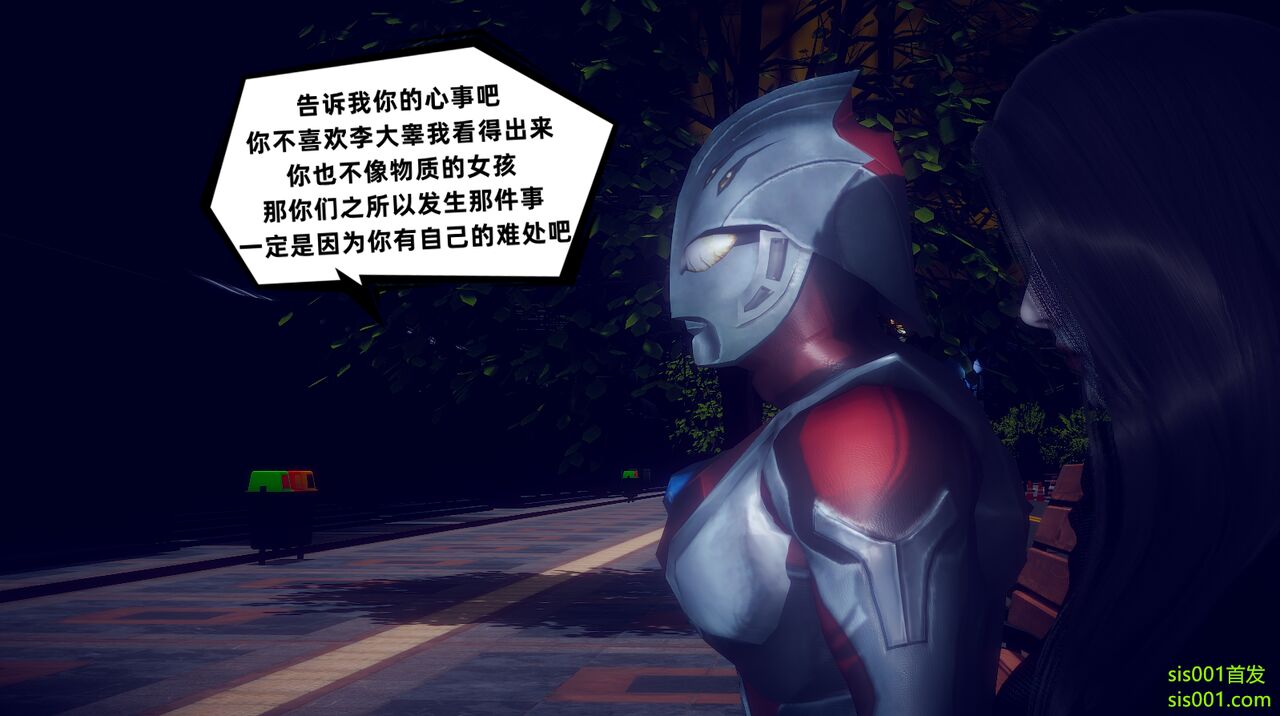 告诉我你的心事吧
你不喜欢李大睾我看得出来
你也不像物质的女孩
那你们之所以发生那件事
一定是因为你有自己的难处吧
sis001首发
sis001.com